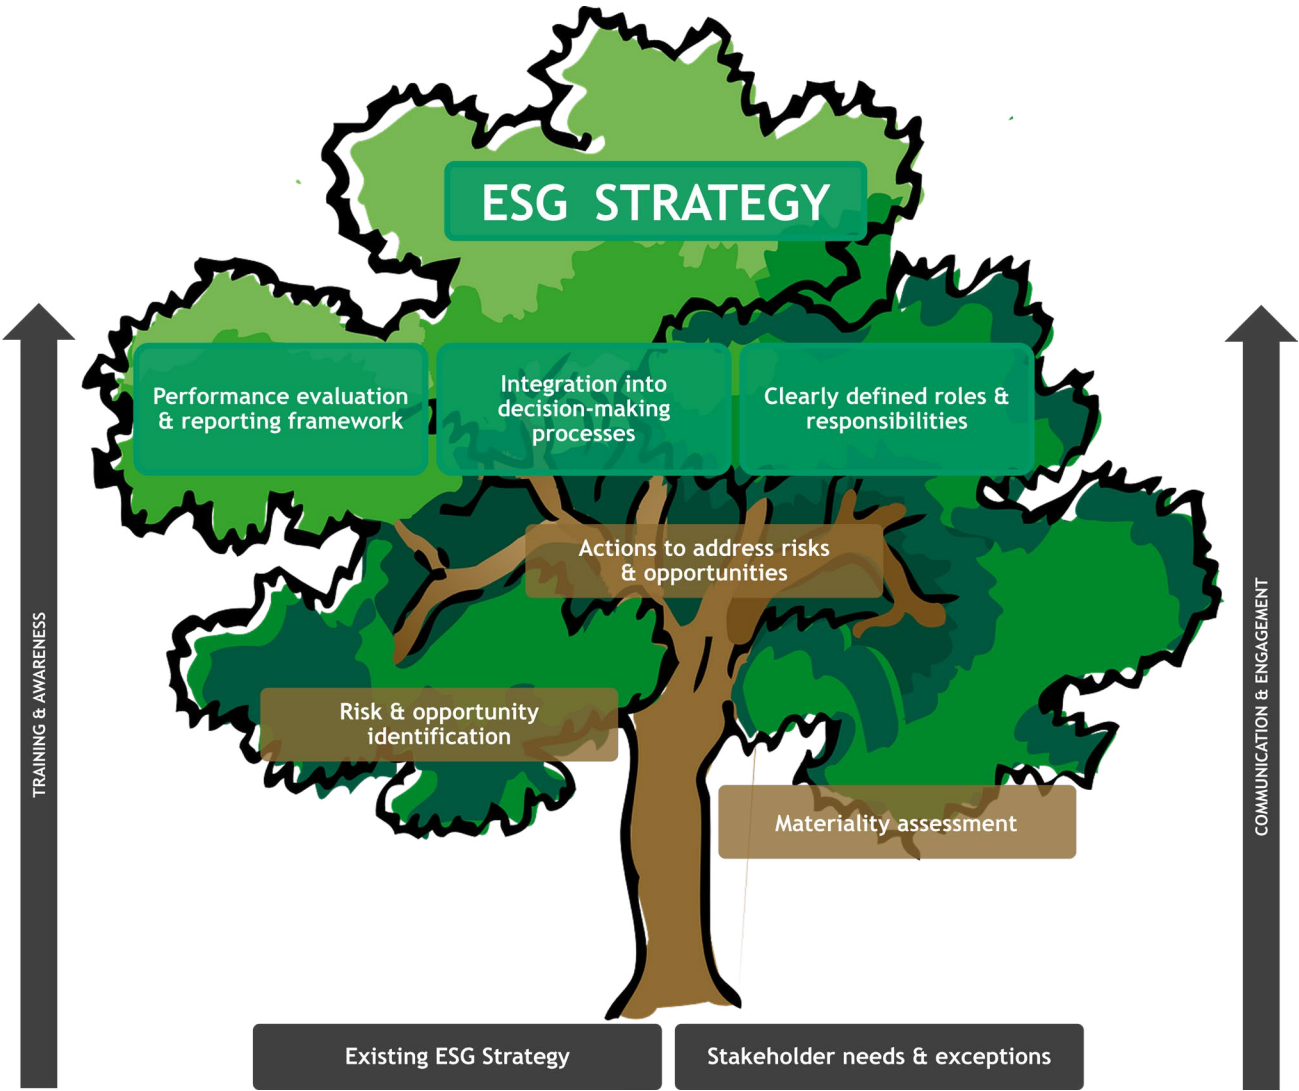 ESG STRATEGY
Performance evaluation
& reporting framework
Integration into
decision-making
processes
Clearly defined roles &
responsibilities
Actions to address risks
& opportunities
Risk & opportunity
identification
Materiality assessment
Existing ESG Strategy
Stakeholder needs & exceptions
TRAINING & AWARENESS
COMMUNICATION & ENGAGEMENT